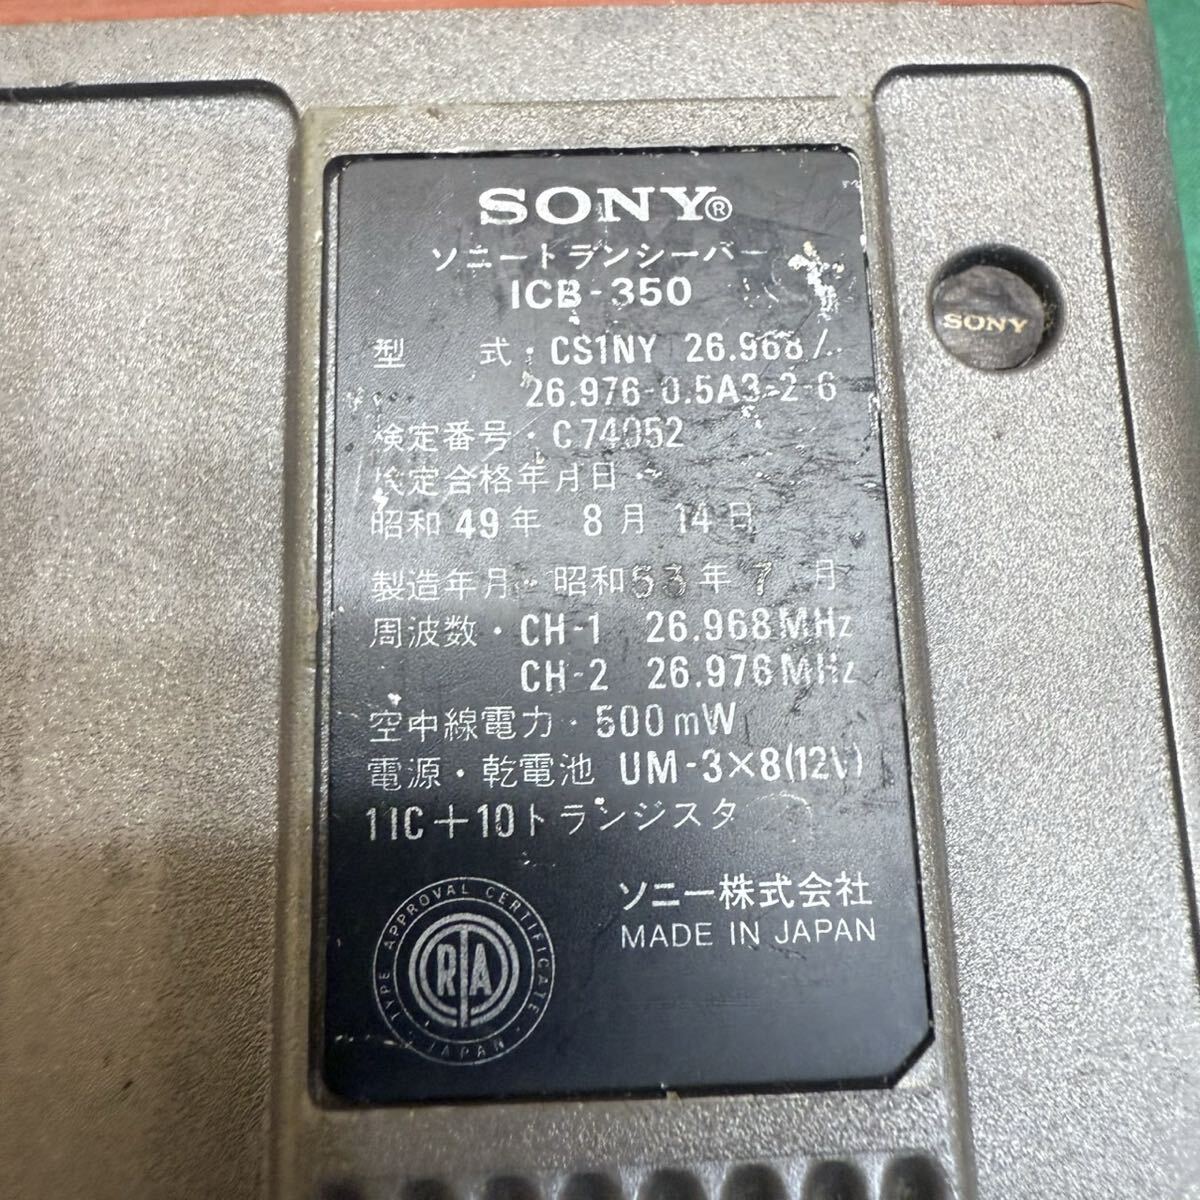 SONY®
ソニートランシーバー
ICB-350
型 式・CS1NY 26.968/
26.976-0.5A3-2-6
検定番号・C74052
検定合格年月日・
昭和49年 8月 14日
製造年月・昭和53年 7月
周波数・CH-1 26.968MHz
CH-2 26.976MHz
空中線電力・500mW
電源・乾電池 UM-3×8(12V)
1IC+10トランジスタ
ソニー株式会社
MADE IN JAPAN
TYPE APPROVAL CERTIFICATE・JAPAN・
RTA
SONY